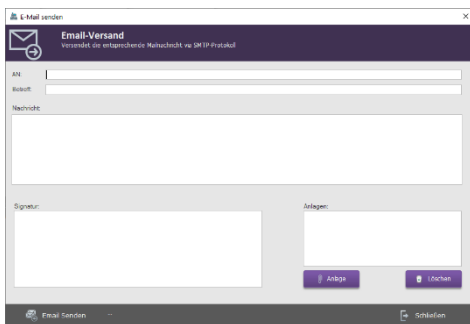 E-Mail senden
Email-Versand
Versendet die entsprechende Mailnachricht via SMTP-Protokoll
AN:
Betreff:
Nachricht:
Signatur:
Anlagen:
Anlage
Löschen
Email Senden
...
Schließen